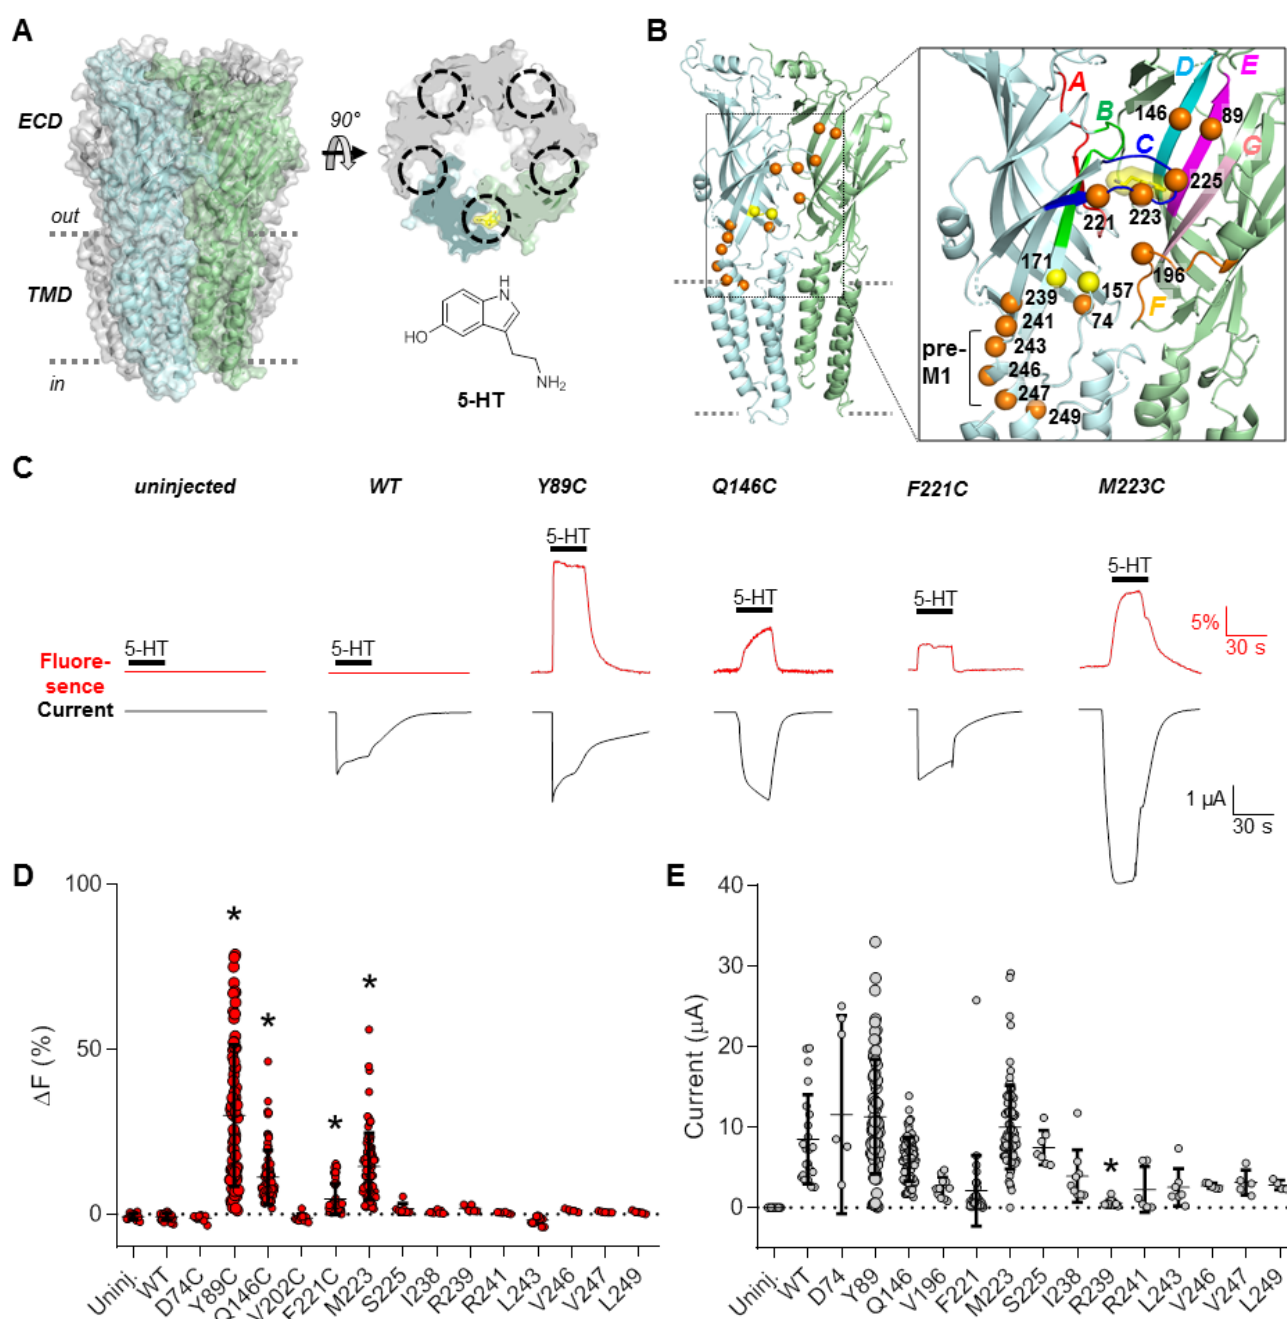 A
ECD
90°
out
TMD
in
HO
H
N
NH2
5-HT
B
A
B
C
D
E
G
F
146
89
225
221
223
171
196
157
239
74
241
243
pre-
M1
246
247
249
C
uninjected
WT
Y89C
Q146C
F221C
M223C
5-HT
5-HT
5-HT
5-HT
5-HT
5-HT
Fluore-
sence
Current
5%
30 s
1 µA
30 s
D
100
50
0
ΔF (%)
*
*
*
*
Uninj.
WT
D74C
Y89C
Q146C
V202C
F221C
M223
S225
I238
R239
R241
L243
V246
V247
L249
E
40
30
20
10
0
Current (µA)
*
Uninj.
WT
D74
Y89
Q146
V196
F221
M223
S225
I238
R239
R241
L243
V246
V247
L249